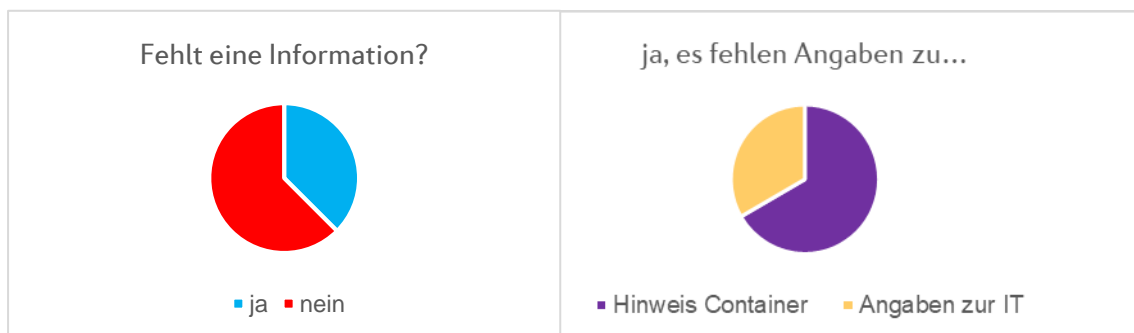 Fehlt eine Information?
ja nein
ja, es fehlen Angaben zu...
Hinweis Container Angaben zur IT